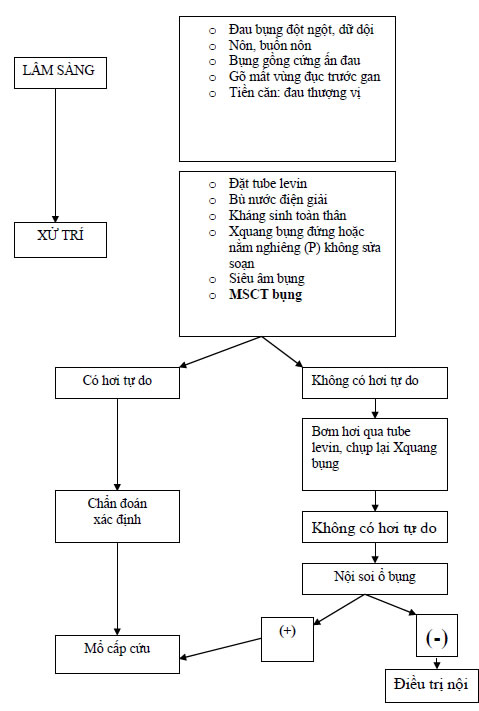 LÂM SÀNG
o Đau bụng đột ngột, dữ dội
o Nôn, buồn nôn
o Bụng gồng cứng ấn đau
o Gõ mất vùng đục trước gan
o Tiền căn: đau thượng vị
XỬ TRÍ
o Đặt tube levin
o Bù nước điện giải
o Kháng sinh toàn thân
o Xquang bụng đứng hoặc
nằm nghiêng (P) không sửa
soạn
o Siêu âm bụng
o MSCT bụng
Có hơi tự do
Không có hơi tự do
Bơm hơi qua tube
levin, chụp lại Xquang
bụng
Chẩn đoán
xác định
Không có hơi tự do
Nội soi ổ bụng
(+)
(-)
Mổ cấp cứu
Điều trị nội